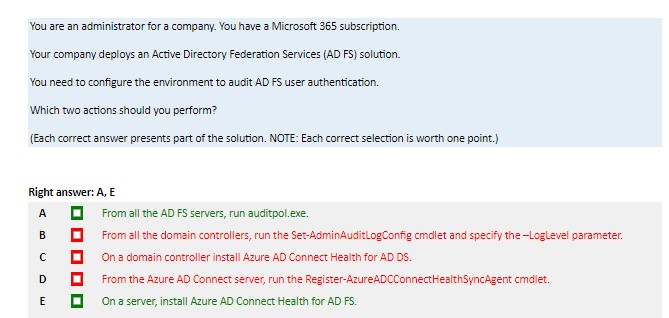 You are an administrator for a company. You have a Microsoft 365 subscription.
Your company deploys an Active Directory Federation Services (AD FS) solution.
You need to configure the environment to audit AD FS user authentication.
Which two actions should you perform?
(Each correct answer presents part of the solution. NOTE: Each correct selection is worth one point.)
Right answer: A, E
A From all the AD FS servers, run auditpol.exe.
B From all the domain controllers, run the Set-AdminAuditLogConfig cmdlet and specify the –LogLevel parameter.
C On a domain controller install Azure AD Connect Health for AD DS.
D From the Azure AD Connect server, run the Register-AzureADCConnectHealthSyncAgent cmdlet.
E On a server, install Azure AD Connect Health for AD FS.